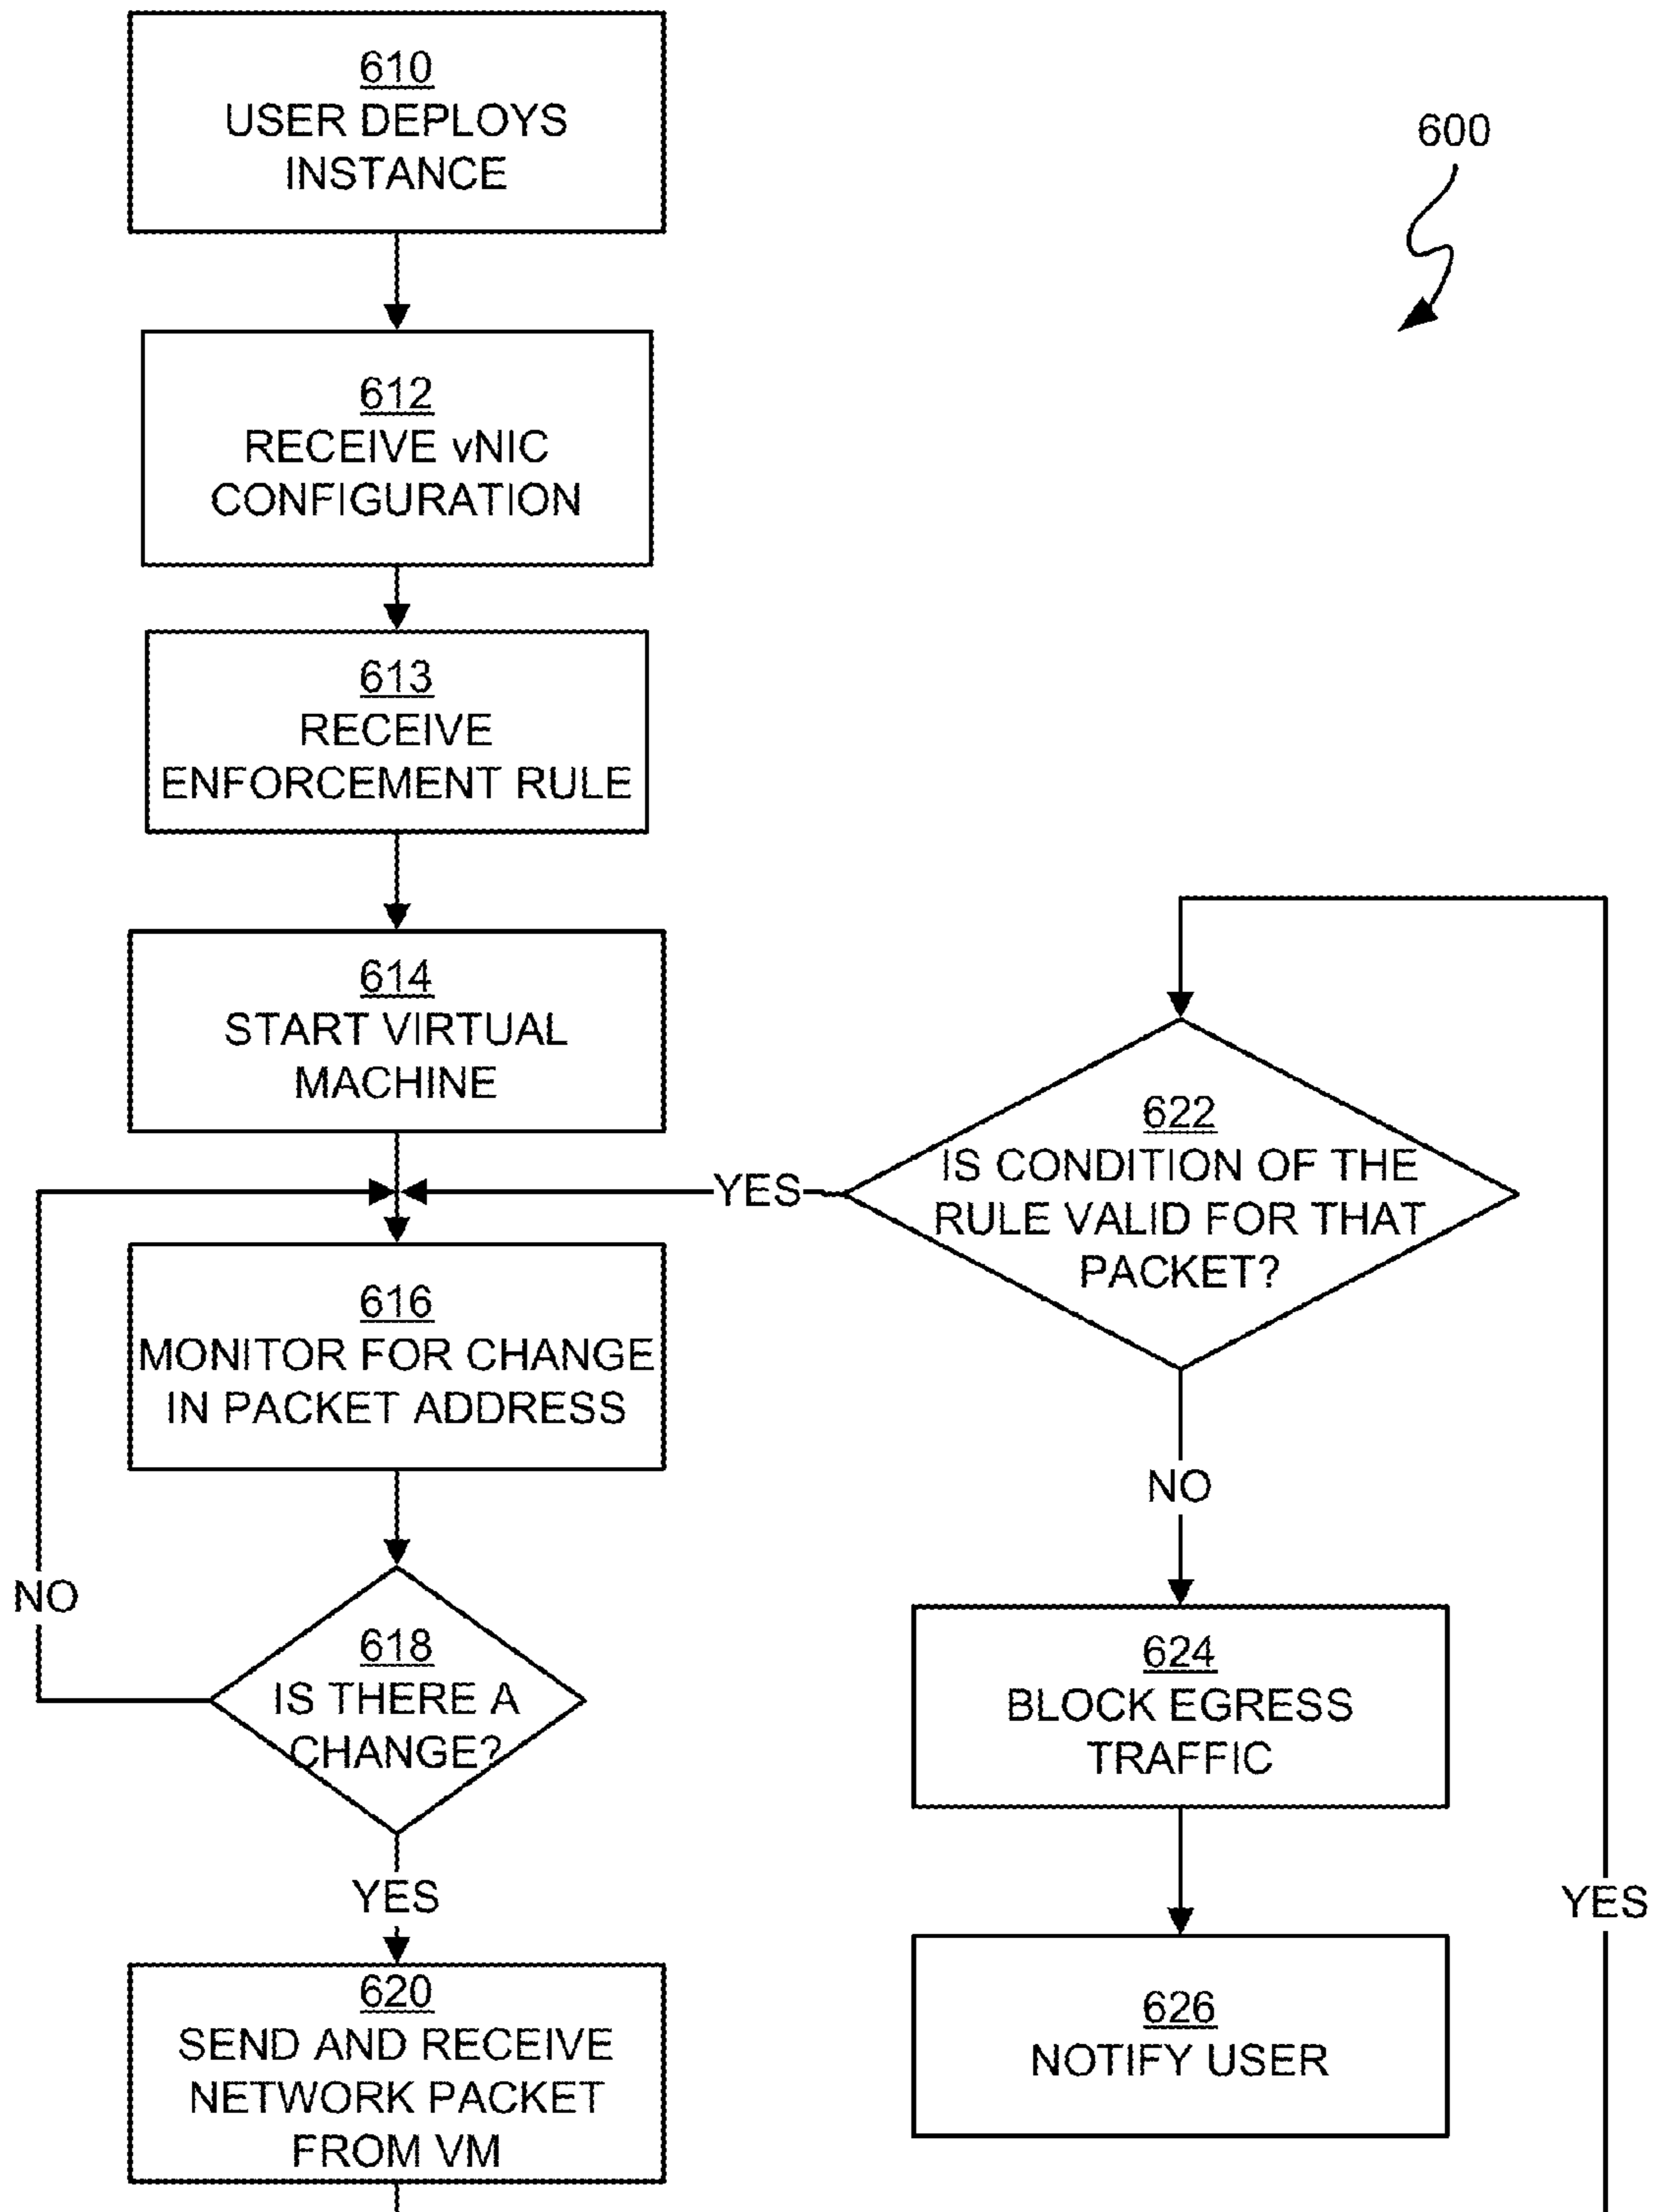 610
USER DEPLOYS
INSTANCE
600
612
RECEIVE vNIC
CONFIGURATION
613
RECEIVE
ENFORCEMENT RULE
614
START VIRTUAL
MACHINE
622
IS CONDITION OF THE
RULE VALID FOR THAT
PACKET?
YES
616
MONITOR FOR CHANGE
IN PACKET ADDRESS
NO
NO
618
IS THERE A
CHANGE?
624
BLOCK EGRESS
TRAFFIC
YES
YES
620
SEND AND RECEIVE
NETWORK PACKET
FROM VM
626
NOTIFY USER